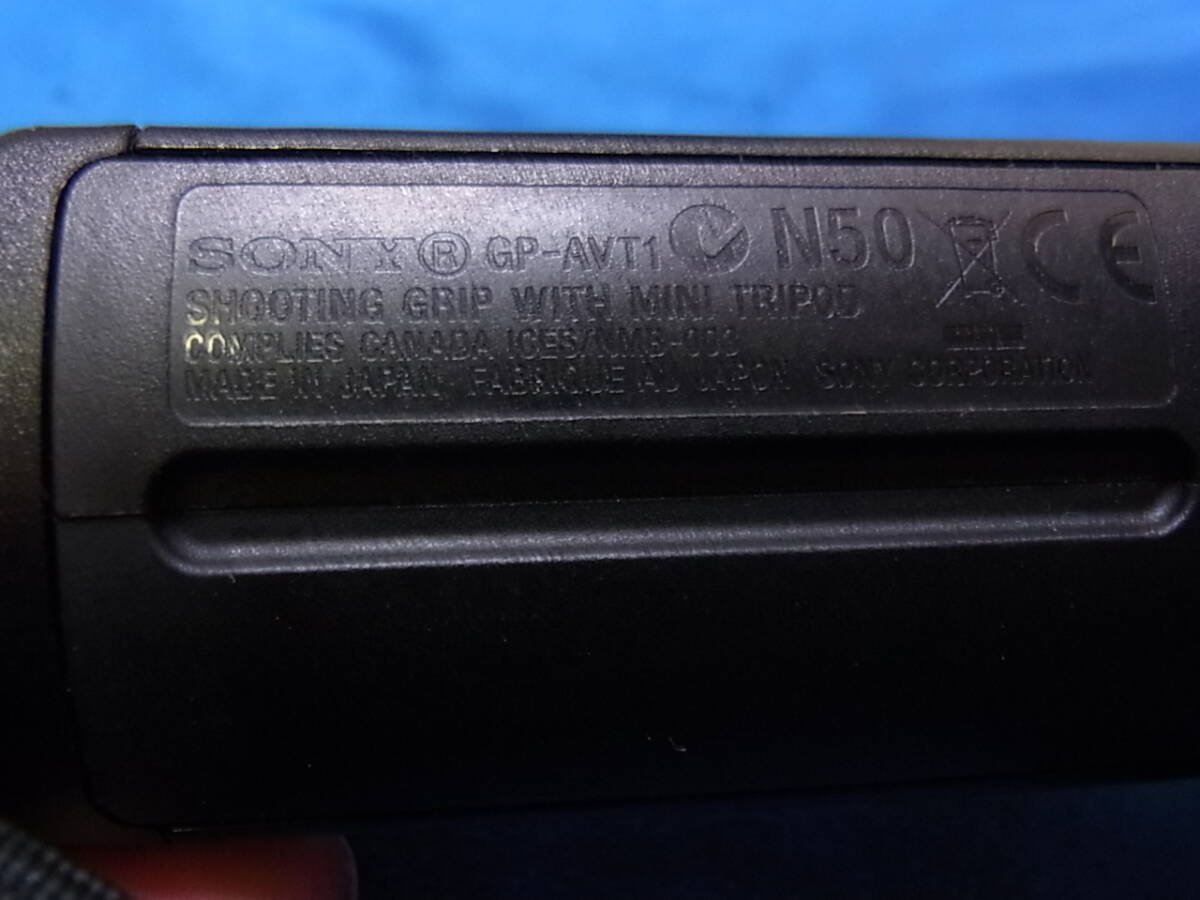 SONY® GP-AVT1 N50 CE
SHOOTING GRIP WITH MINI TRIPOD
COMPLIES CANADA ICES/NMB-003
MADE IN JAPAN, FABRIQUE AU JAPON SONY CORPORATION